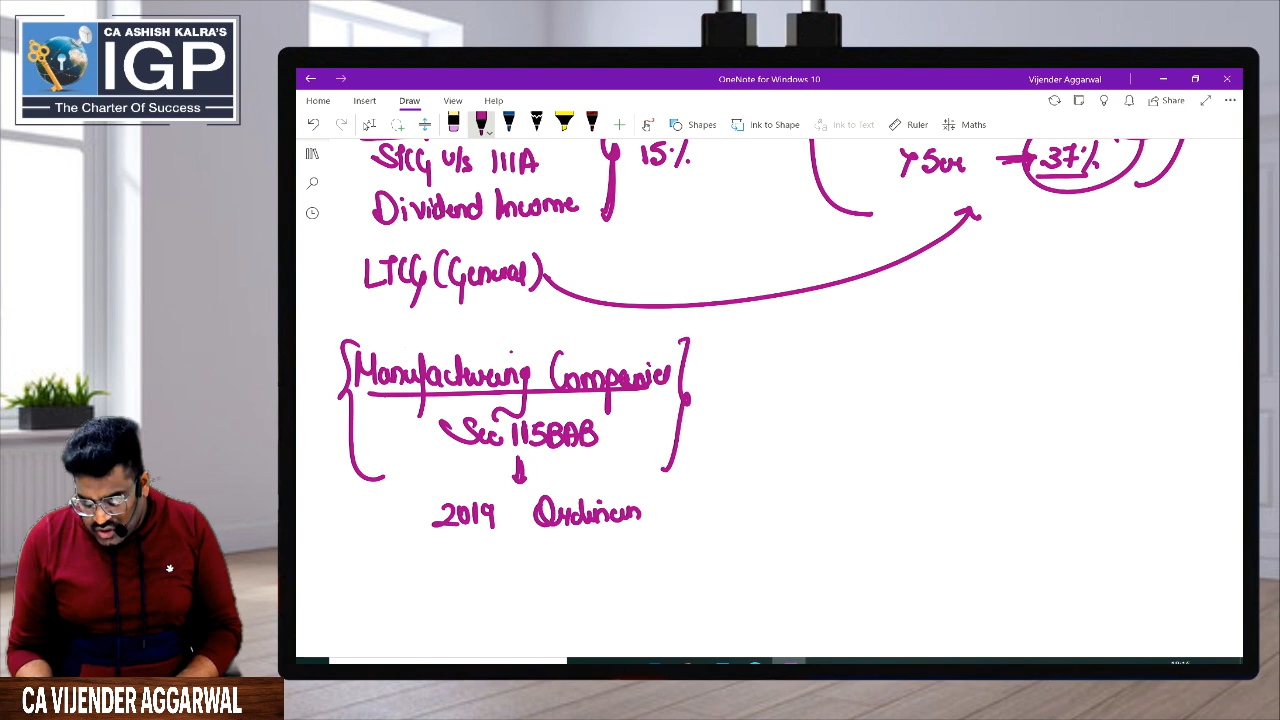 CA ASHISH KALRA'S
IGP
The Charter Of Success
OneNote for Windows 10
Vijender Aggarwal
Home Insert Draw View Help
Share
Shapes Ink to Shape Ink to Text Ruler Maths
STCG u/s 111A 15%
37%
Dividend Income
LTCG (General)
Manufacturing Companies
Sec 115BAB
2019 Ordinan
CA VIJENDER AGGARWAL